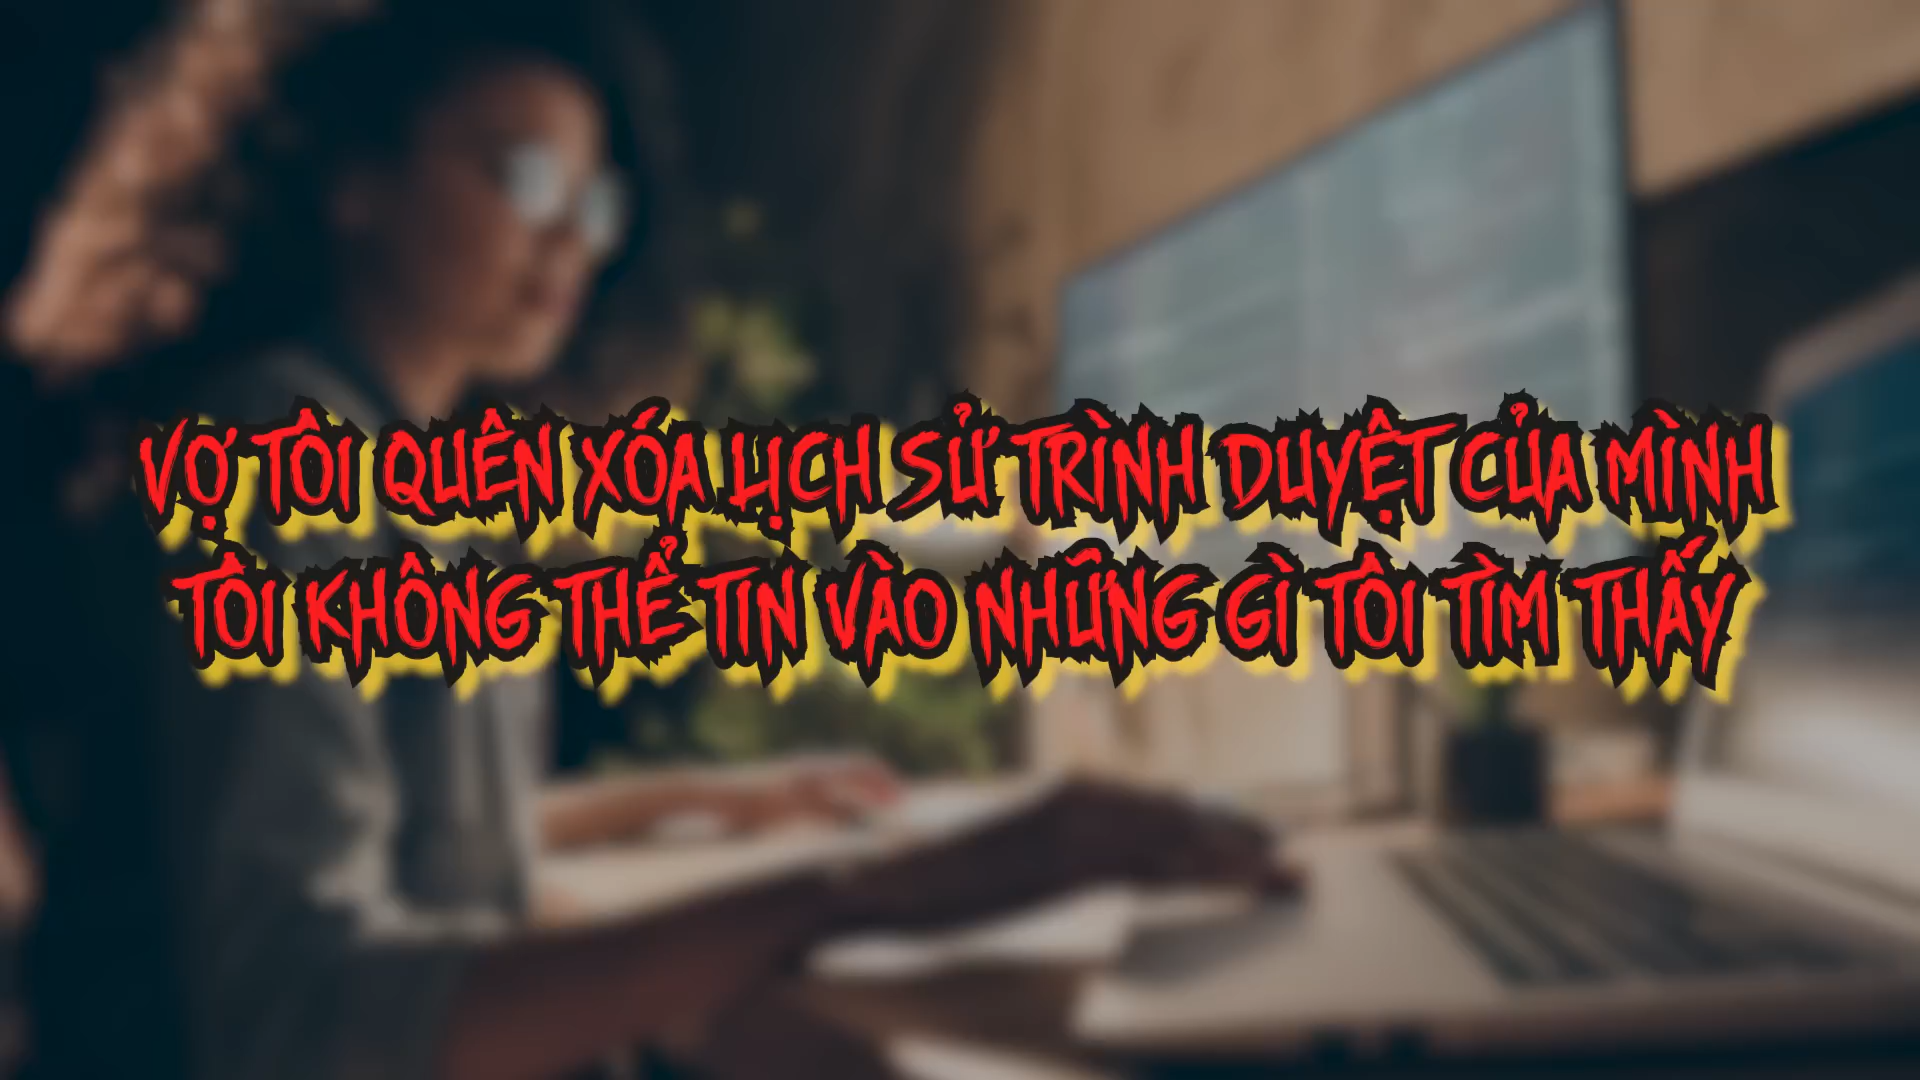 VỢ TÔI QUÊN XÓA LỊCH SỬ TRÌNH DUYỆT CỦA MÌNH
TÔI KHÔNG THỂ TIN VÀO NHỮNG GÌ TÔI TÌM THẤY